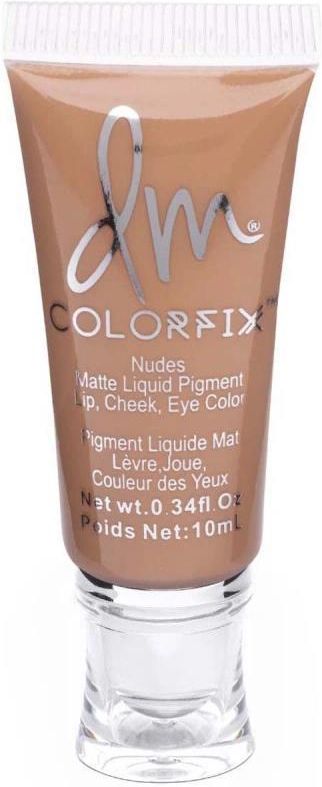 dm®
COLORFIX™
Nudes
Matte Liquid Pigment
Lip, Cheek, Eye Color
Pigment Liquide Mat
Lèvre,Joue,
Couleur des Yeux
Net wt.0.34fl.Oz
Poids Net:10mL